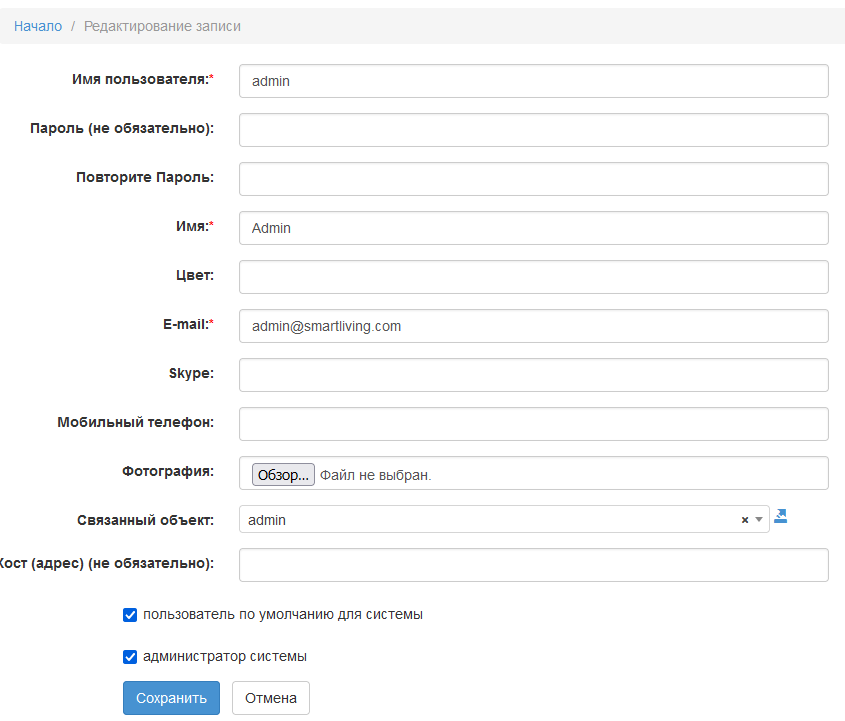 Начало / Редактирование записи
Имя пользователя:* admin
Пароль (не обязательно):
Повторите Пароль:
Имя:* Admin
Цвет:
E-mail:* admin@smartliving.com
Skype:
Мобильный телефон:
Фотография: Обзор... Файл не выбран.
Связанный объект: admin ×
Хост (адрес) (не обязательно):
пользователь по умолчанию для системы
администратор системы
Сохранить Отмена